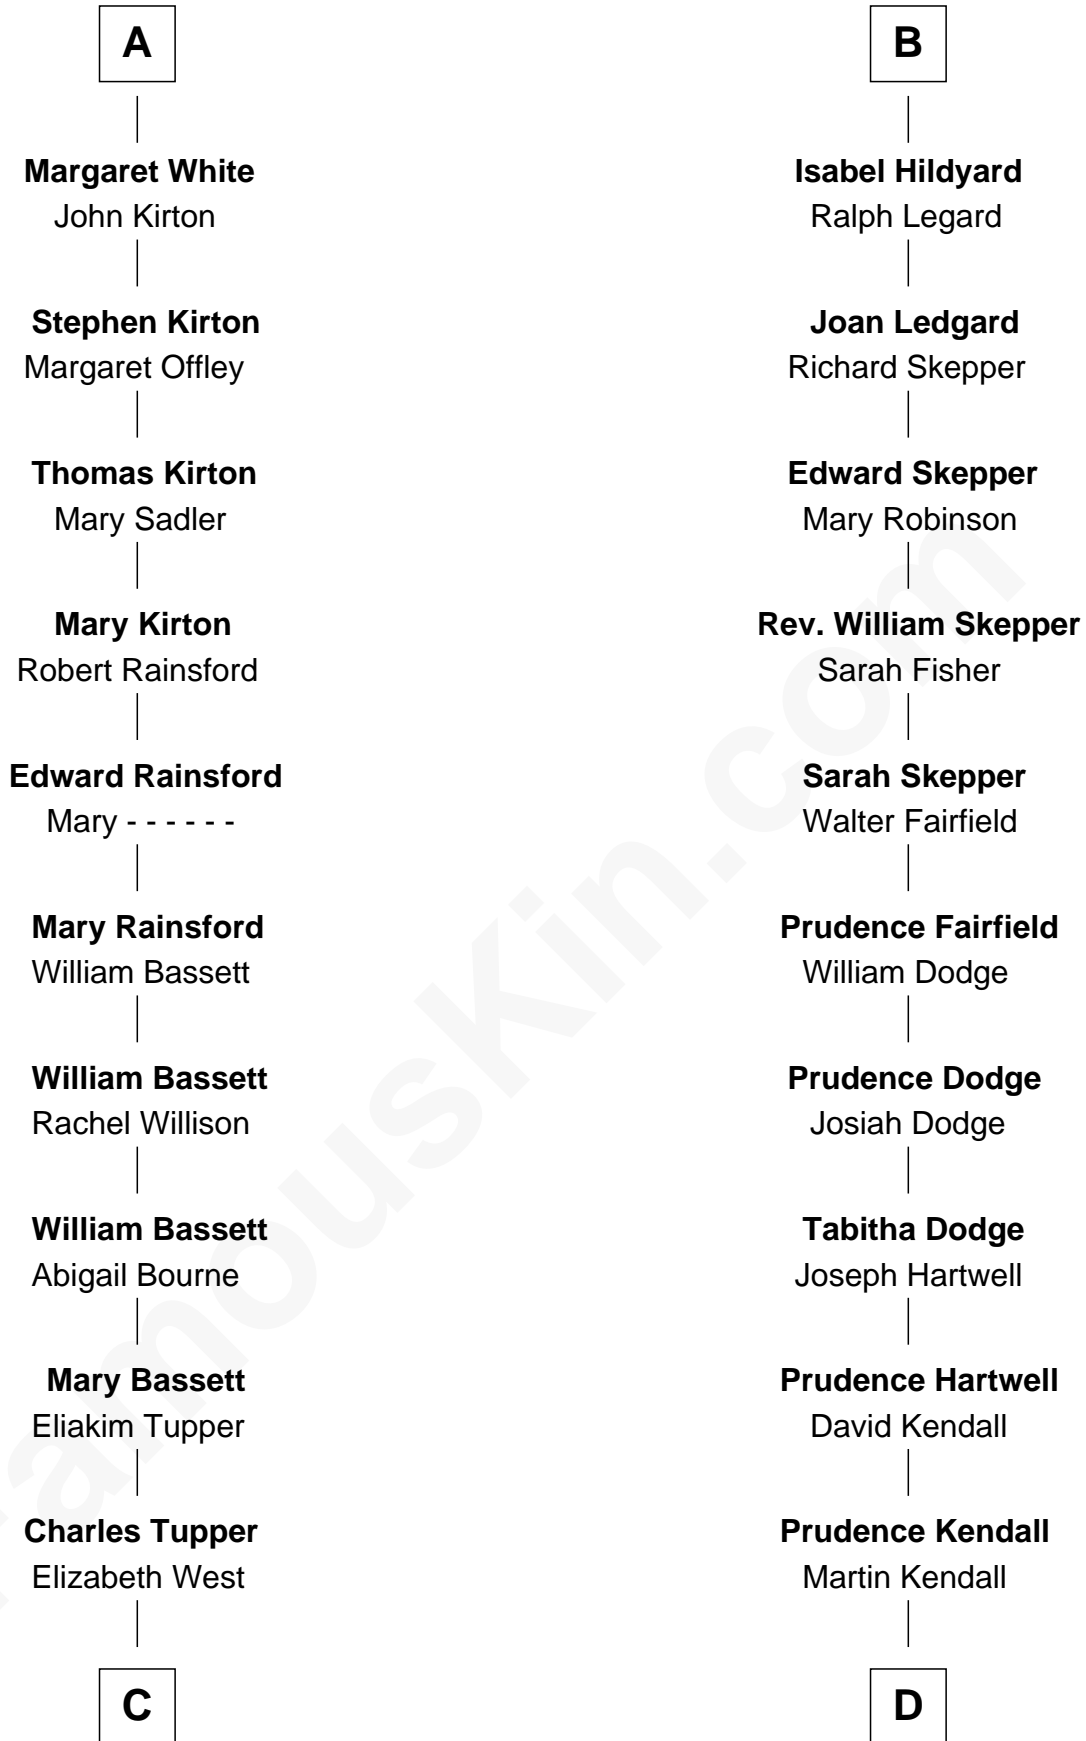 A
Margaret White
John Kirton
Stephen Kirton
Margaret Offley
Thomas Kirton
Mary Sadler
Mary Kirton
Robert Rainsford
Edward Rainsford
Mary - - - - - -
Mary Rainsford
William Bassett
William Bassett
Rachel Willison
William Bassett
Abigail Bourne
Mary Bassett
Eliakim Tupper
Charles Tupper
Elizabeth West
C
B
Isabel Hildyard
Ralph Legard
Joan Ledgard
Richard Skepper
Edward Skepper
Mary Robinson
Rev. William Skepper
Sarah Fisher
Sarah Skepper
Walter Fairfield
Prudence Fairfield
William Dodge
Prudence Dodge
Josiah Dodge
Tabitha Dodge
Joseph Hartwell
Prudence Hartwell
David Kendall
Prudence Kendall
Martin Kendall
D
FamousKin.com